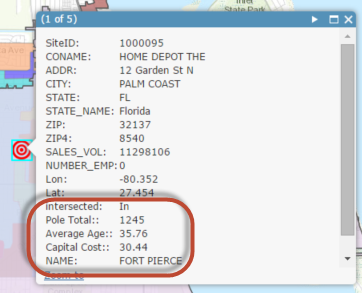 Inlet
State Park
(1 of 5)
SiteID: 1000095
CONAME: HOME DEPOT THE
ADDR: 12 Garden St N
CITY: PALM COAST
STATE: FL
STATE_NAME: Florida
ZIP: 32137
ZIP4: 8540
SALES_VOL: 11298106
NUMBER_EMP: 0
Lon: -80.352
Lat: 27.454
intersected: In
Pole Total:: 1245
Average Age:: 35.76
Capital Cost:: 30.44
NAME: FORT PIERCE
Zoom to